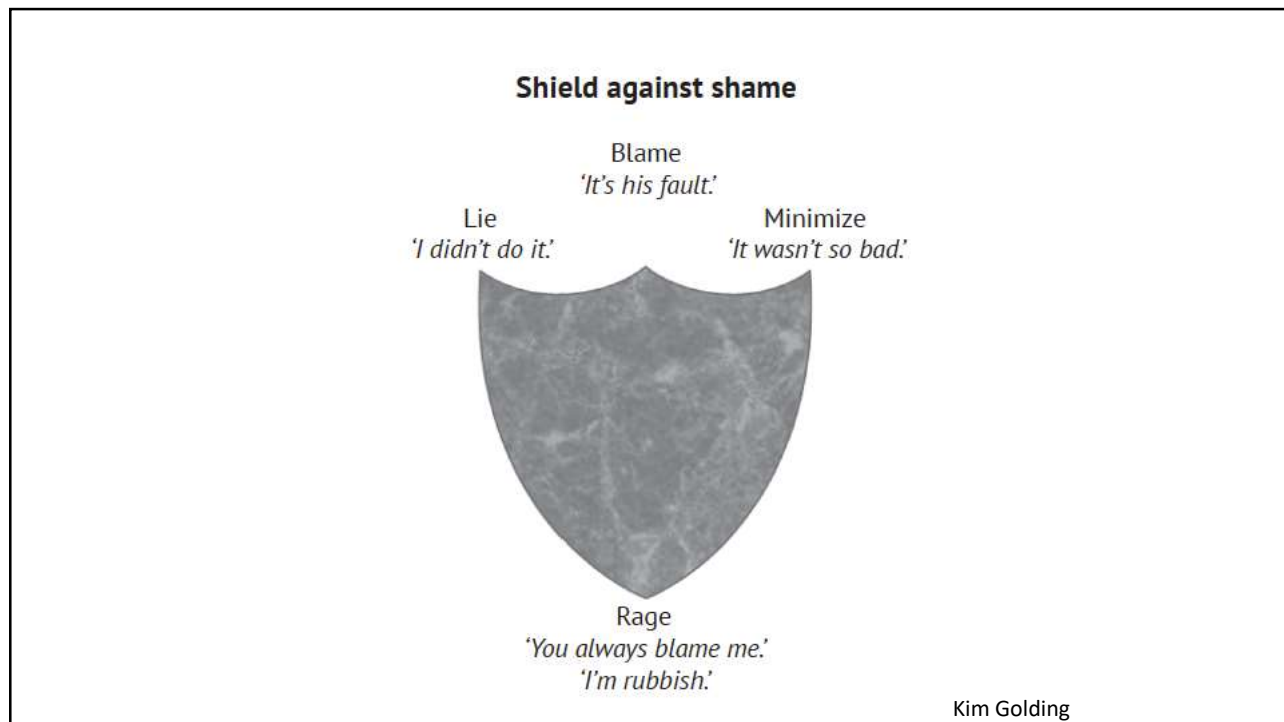 Shield against shame
Blame
‘It’s his fault.’
Lie
‘I didn’t do it.’
Minimize
‘It wasn’t so bad.’
Rage
‘You always blame me.’
‘I’m rubbish.’
Kim Golding